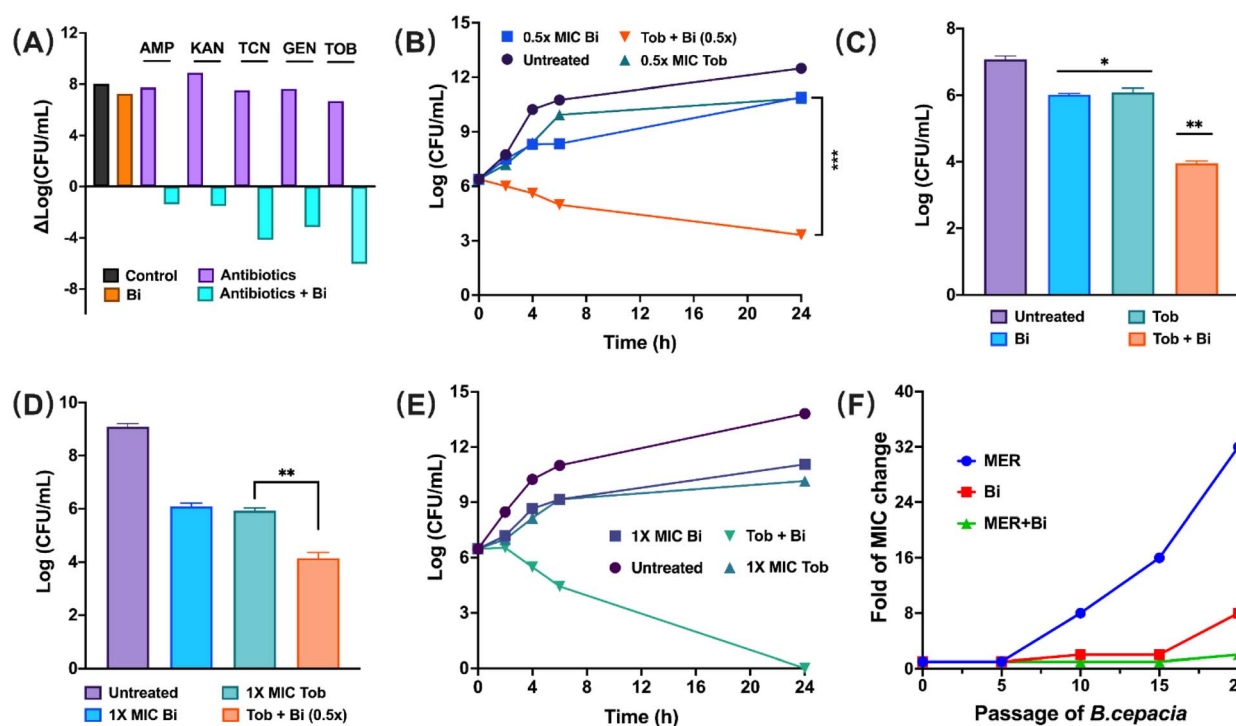 (A)
AMP KAN TCN GEN TOB
ΔLog(CFU/mL)
8
4
0
-4
-8
Control
Antibiotics
Bi
Antibiotics + Bi
(B)
Log (CFU/mL)
15
12
9
6
3
0
0.5x MIC Bi
Tob + Bi (0.5x)
Untreated
0.5x MIC Tob
***
0 4 8 12 16 20 24
Time (h)
(C)
Log (CFU/mL)
8
6
4
2
0
*
**
Untreated
Tob
Bi
Tob + Bi
(D)
Log (CFU/mL)
10
8
6
4
2
0
**
Untreated
1X MIC Tob
1X MIC Bi
Tob + Bi (0.5x)
(E)
Log (CFU/mL)
15
12
9
6
3
0
1X MIC Bi
Tob + Bi
Untreated
1X MIC Tob
0 4 8 12 16 20 24
Time (h)
(F)
Fold of MIC change
40
32
24
16
8
0
MER
Bi
MER+Bi
0 5 10 15
Passage of B.cepacia